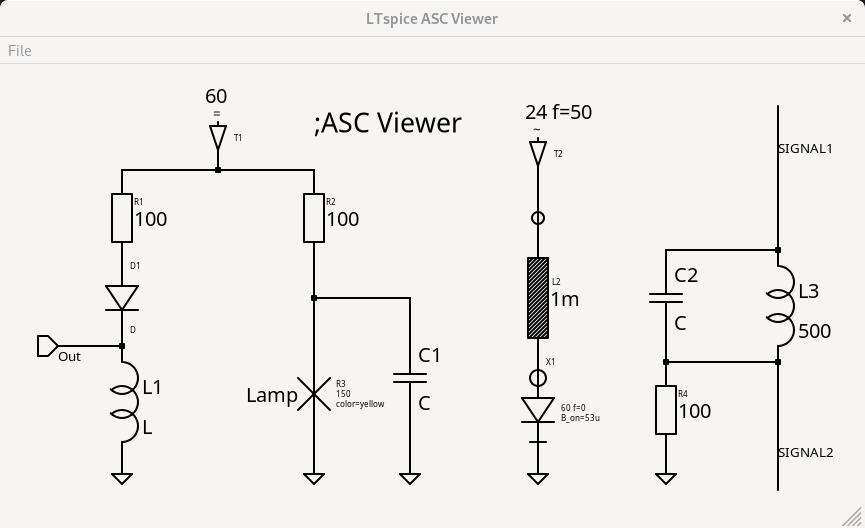 LTspice ASC Viewer
×
File
60
=
T1
;ASC Viewer
24 f=50
~
T2
SIGNAL1
R1
100
R2
100
D1
D
Out
L1
L
Lamp
R3
150
color=yellow
C1
C
L2
1m
X1
60 f=0
B_on=53u
C2
C
L3
500
R4
100
SIGNAL2